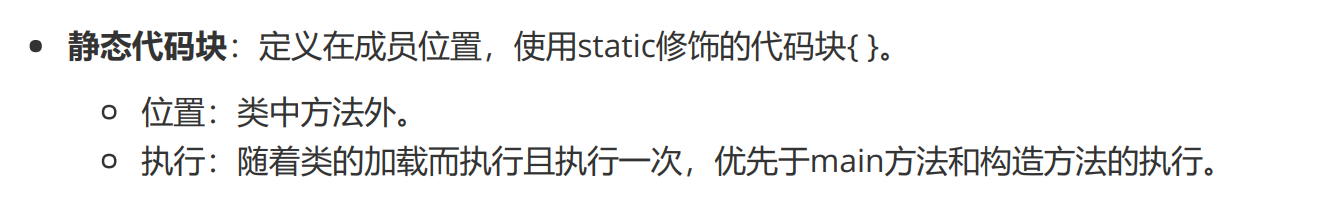 静态代码块：定义在成员位置，使用static修饰的代码块{ }。
位置：类中方法外。
执行：随着类的加载而执行且执行一次，优先于main方法和构造方法的执行。